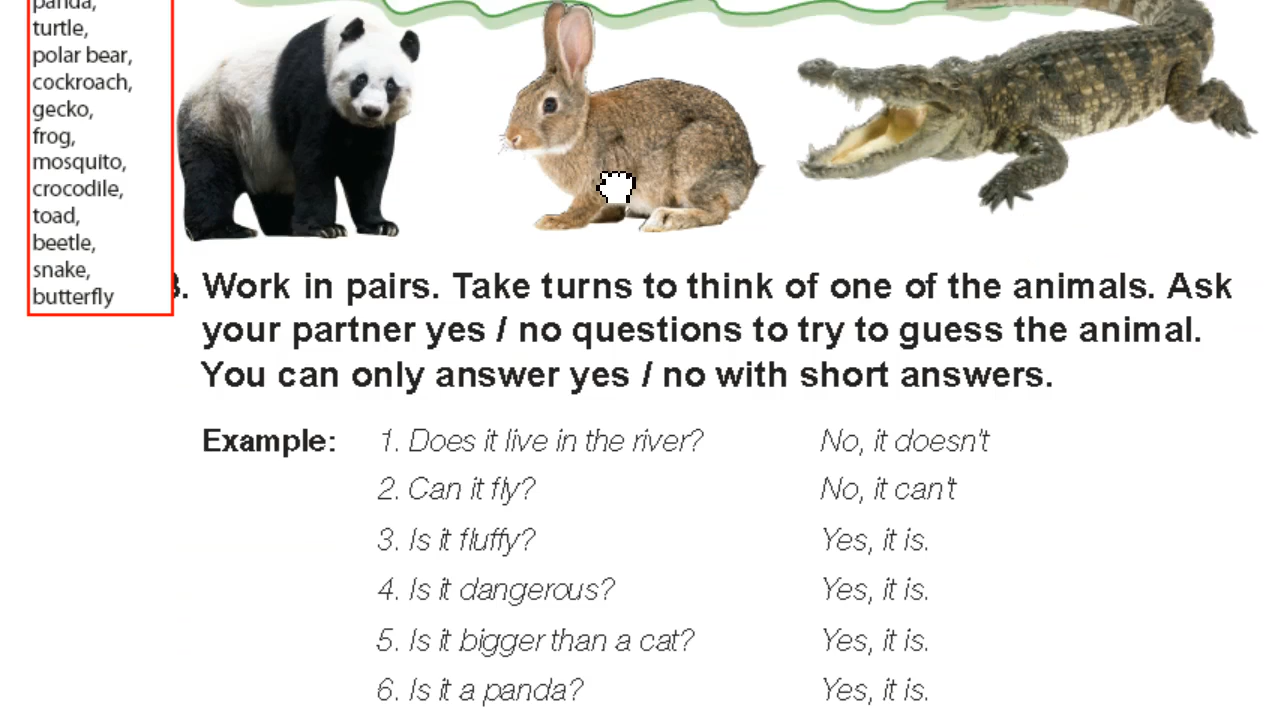 panda,
turtle,
polar bear,
cockroach,
gecko,
frog,
mosquito,
crocodile,
toad,
beetle,
snake,
butterfly
3. Work in pairs. Take turns to think of one of the animals. Ask
your partner yes / no questions to try to guess the animal.
You can only answer yes / no with short answers.
Example: 1. Does it live in the river? No, it doesn't
2. Can it fly? No, it can't
3. Is it fluffy? Yes, it is.
4. Is it dangerous? Yes, it is.
5. Is it bigger than a cat? Yes, it is.
6. Is it a panda? Yes, it is.